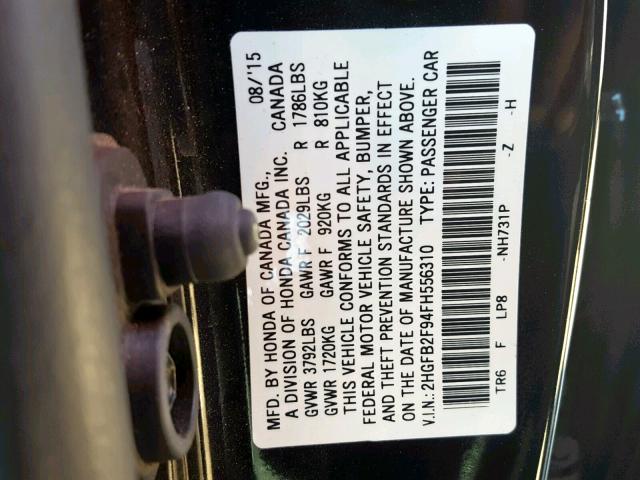 MFD. BY HONDA OF CANADA MFG., 08/'15
A DIVISION OF HONDA CANADA INC. CANADA
GVWR 3792LBS GAWR F 2029LBS R 1786LBS
GVWR 1720KG GAWR F 920KG R 810KG
THIS VEHICLE CONFORMS TO ALL APPLICABLE
FEDERAL MOTOR VEHICLE SAFETY, BUMPER,
AND THEFT PREVENTION STANDARDS IN EFFECT
ON THE DATE OF MANUFACTURE SHOWN ABOVE.
V.I.N.: 2HGFB2F94FH556310 TYPE: PASSENGER CAR
TR6 F LP8 -NH731P -Z -H